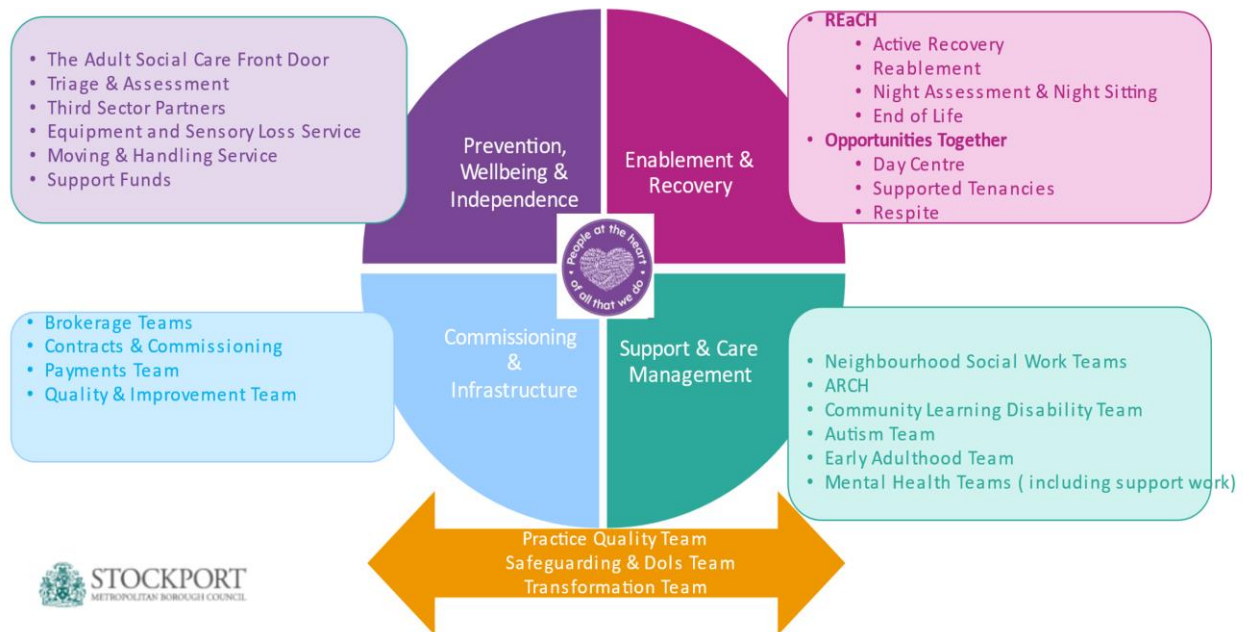 • The Adult Social Care Front Door
• Triage & Assessment
• Third Sector Partners
• Equipment and Sensory Loss Service
• Moving & Handling Service
• Support Funds
Prevention,
Wellbeing &
Independence
Enablement &
Recovery
• REaCH
• Active Recovery
• Reablement
• Night Assessment & Night Sitting
• End of Life
• Opportunities Together
• Day Centre
• Supported Tenancies
• Respite
People at the heart
• of all that we do •
• Brokerage Teams
• Contracts & Commissioning
• Payments Team
• Quality & Improvement Team
Commissioning
&
Infrastructure
Support & Care
Management
• Neighbourhood Social Work Teams
• ARCH
• Community Learning Disability Team
• Autism Team
• Early Adulthood Team
• Mental Health Teams ( including support work)
Practice Quality Team
Safeguarding & Dols Team
Transformation Team
STOCKPORT
METROPOLITAN BOROUGH COUNCIL